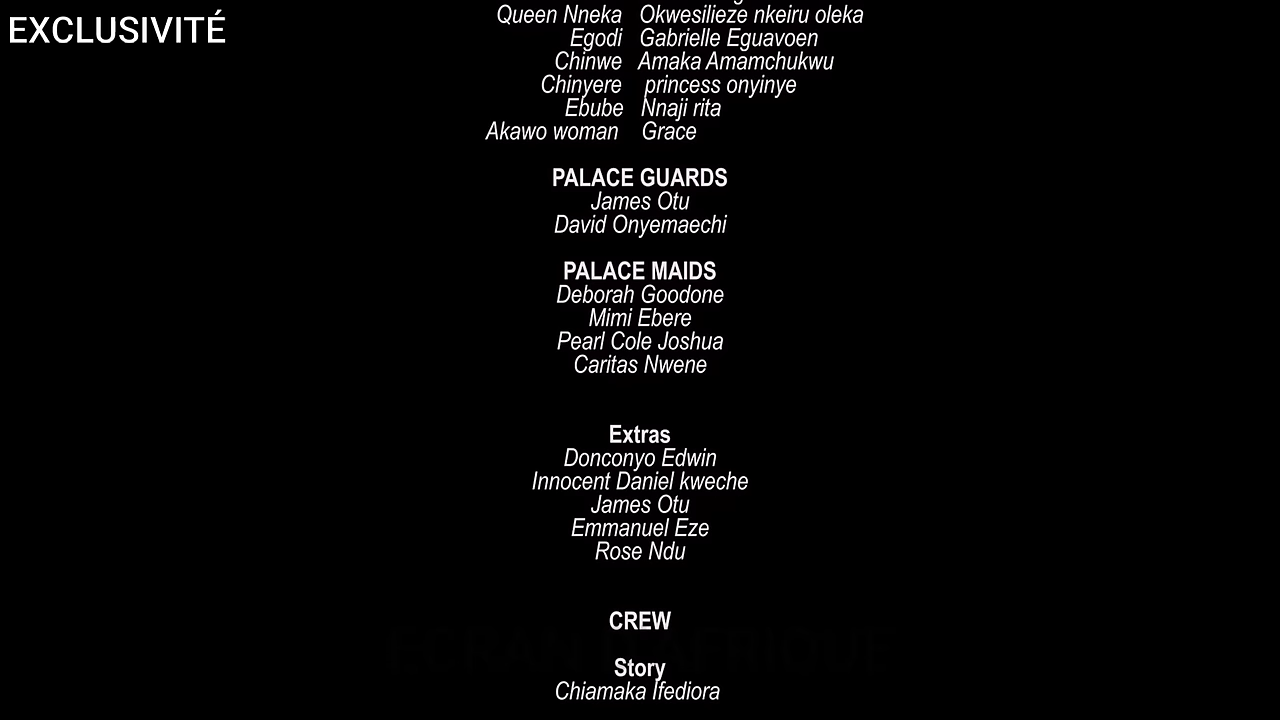 EXCLUSIVITÉ
Queen Nneka Okwesilieze nkeiru oleka
Egodi Gabrielle Eguavoen
Chinwe Amaka Amamchukwu
Chinyere princess onyinye
Ebube Nnaji rita
Akawo woman Grace
PALACE GUARDS
James Otu
David Onyemaechi
PALACE MAIDS
Deborah Goodone
Mimi Ebere
Pearl Cole Joshua
Caritas Nwene
Extras
Donconyo Edwin
Innocent Daniel kweche
James Otu
Emmanuel Eze
Rose Ndu
CREW
Story
Chiamaka Ifediora